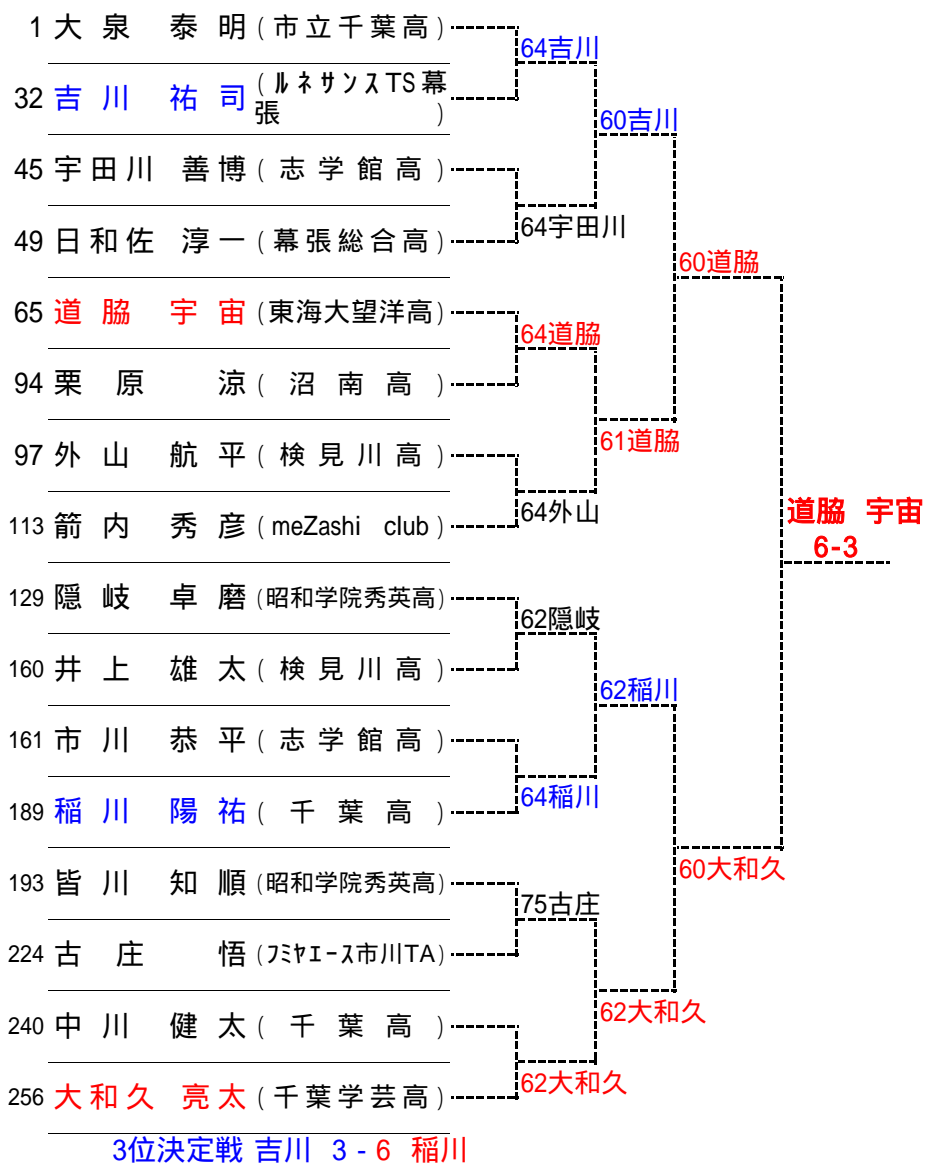 1 大泉 泰明 (市立千葉高)
64吉川
32 吉川 祐司 (ルネサンスTS幕張)
60吉川
45 宇田川 善博 (志学館高)
64宇田川
49 日和佐 淳一 (幕張総合高)
60道脇
65 道脇 宇宙 (東海大望洋高)
64道脇
94 栗原 涼 (沼南高)
61道脇
97 外山 航平 (検見川高)
64外山
113 箭内 秀彦 (meZashi club)
道脇 宇宙
6-3
129 隠岐 卓磨 (昭和学院秀英高)
62隠岐
160 井上 雄太 (検見川高)
62稲川
161 市川 恭平 (志学館高)
64稲川
189 稲川 陽祐 (千葉高)
60大和久
193 皆川 知順 (昭和学院秀英高)
75古庄
224 古庄 悟 (フミヤエース市川TA)
62大和久
240 中川 健太 (千葉高)
62大和久
256 大和久 亮太 (千葉学芸高)
3位決定戦 吉川 3 - 6 稲川